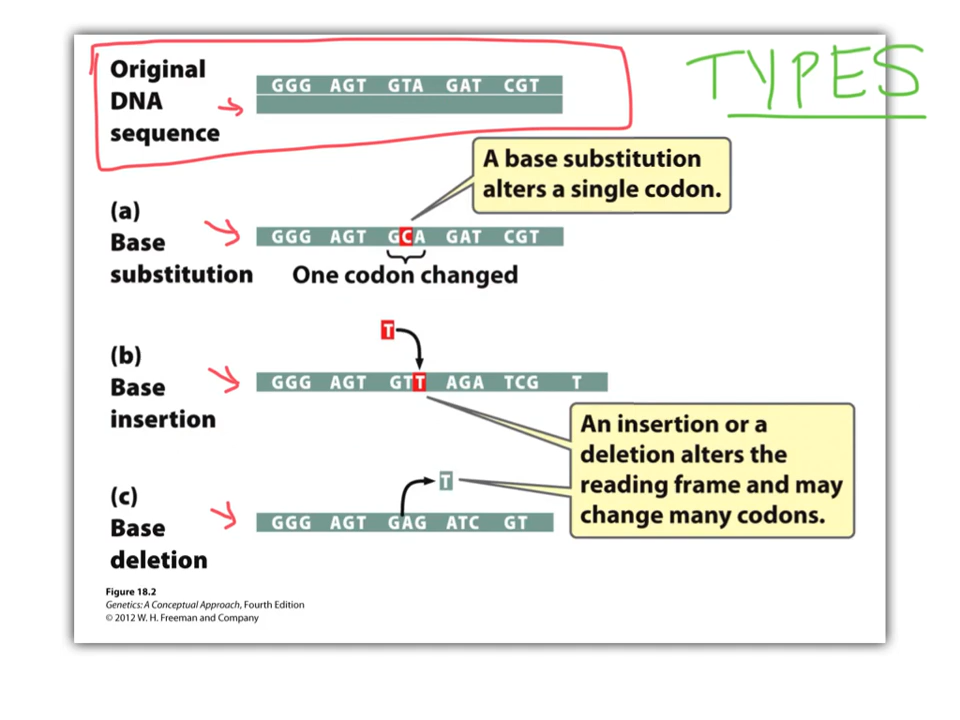 TYPES
Original
DNA
sequence
GGG AGT GTA GAT CGT
A base substitution
alters a single codon.
(a)
Base
substitution
GGG AGT GCA GAT CGT
One codon changed
T
(b)
Base
insertion
GGG AGT GTT AGA TCG T
An insertion or a
deletion alters the
reading frame and may
change many codons.
T
(c)
Base
deletion
GGG AGT GAG ATC GT
Figure 18.2
Genetics: A Conceptual Approach, Fourth Edition
© 2012 W. H. Freeman and Company